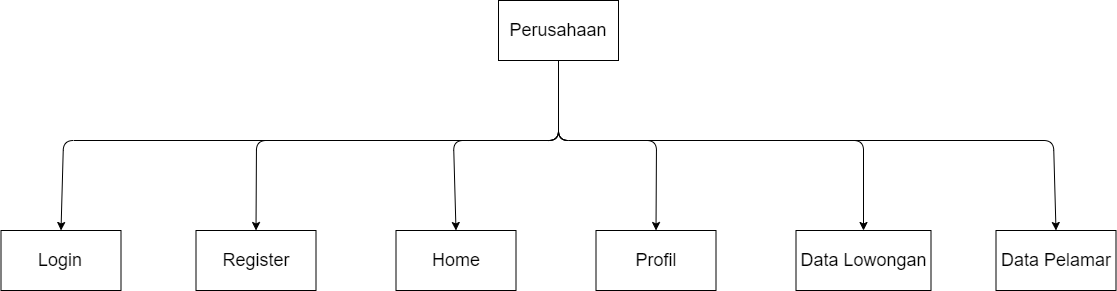 Perusahaan
Login
Register
Home
Profil
Data Lowongan
Data Pelamar